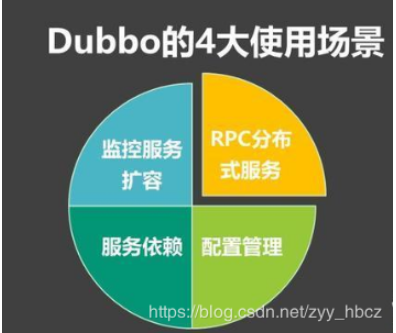 Dubbo的4大使用场景
监控服务
扩容
RPC分布
式服务
服务依赖
配置管理
https://blog.csdn.net/zyy_hbcz